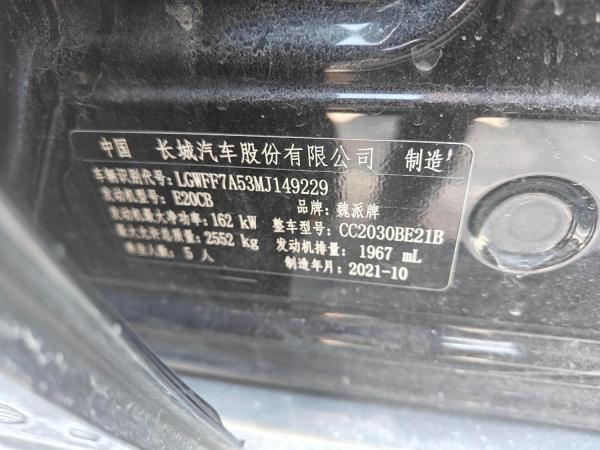 中国 长城汽车股份有限公司 制造
车辆识别代号: LGWFF7A53MJ149229
发动机型号: E20CB 品牌: 魏派牌
发动机最大净功率: 162 kW 整车型号: CC2030BE21B
最大允许总质量: 2552 kg 发动机排量: 1967 mL
乘坐人数: 5 人 制造年月: 2021-10